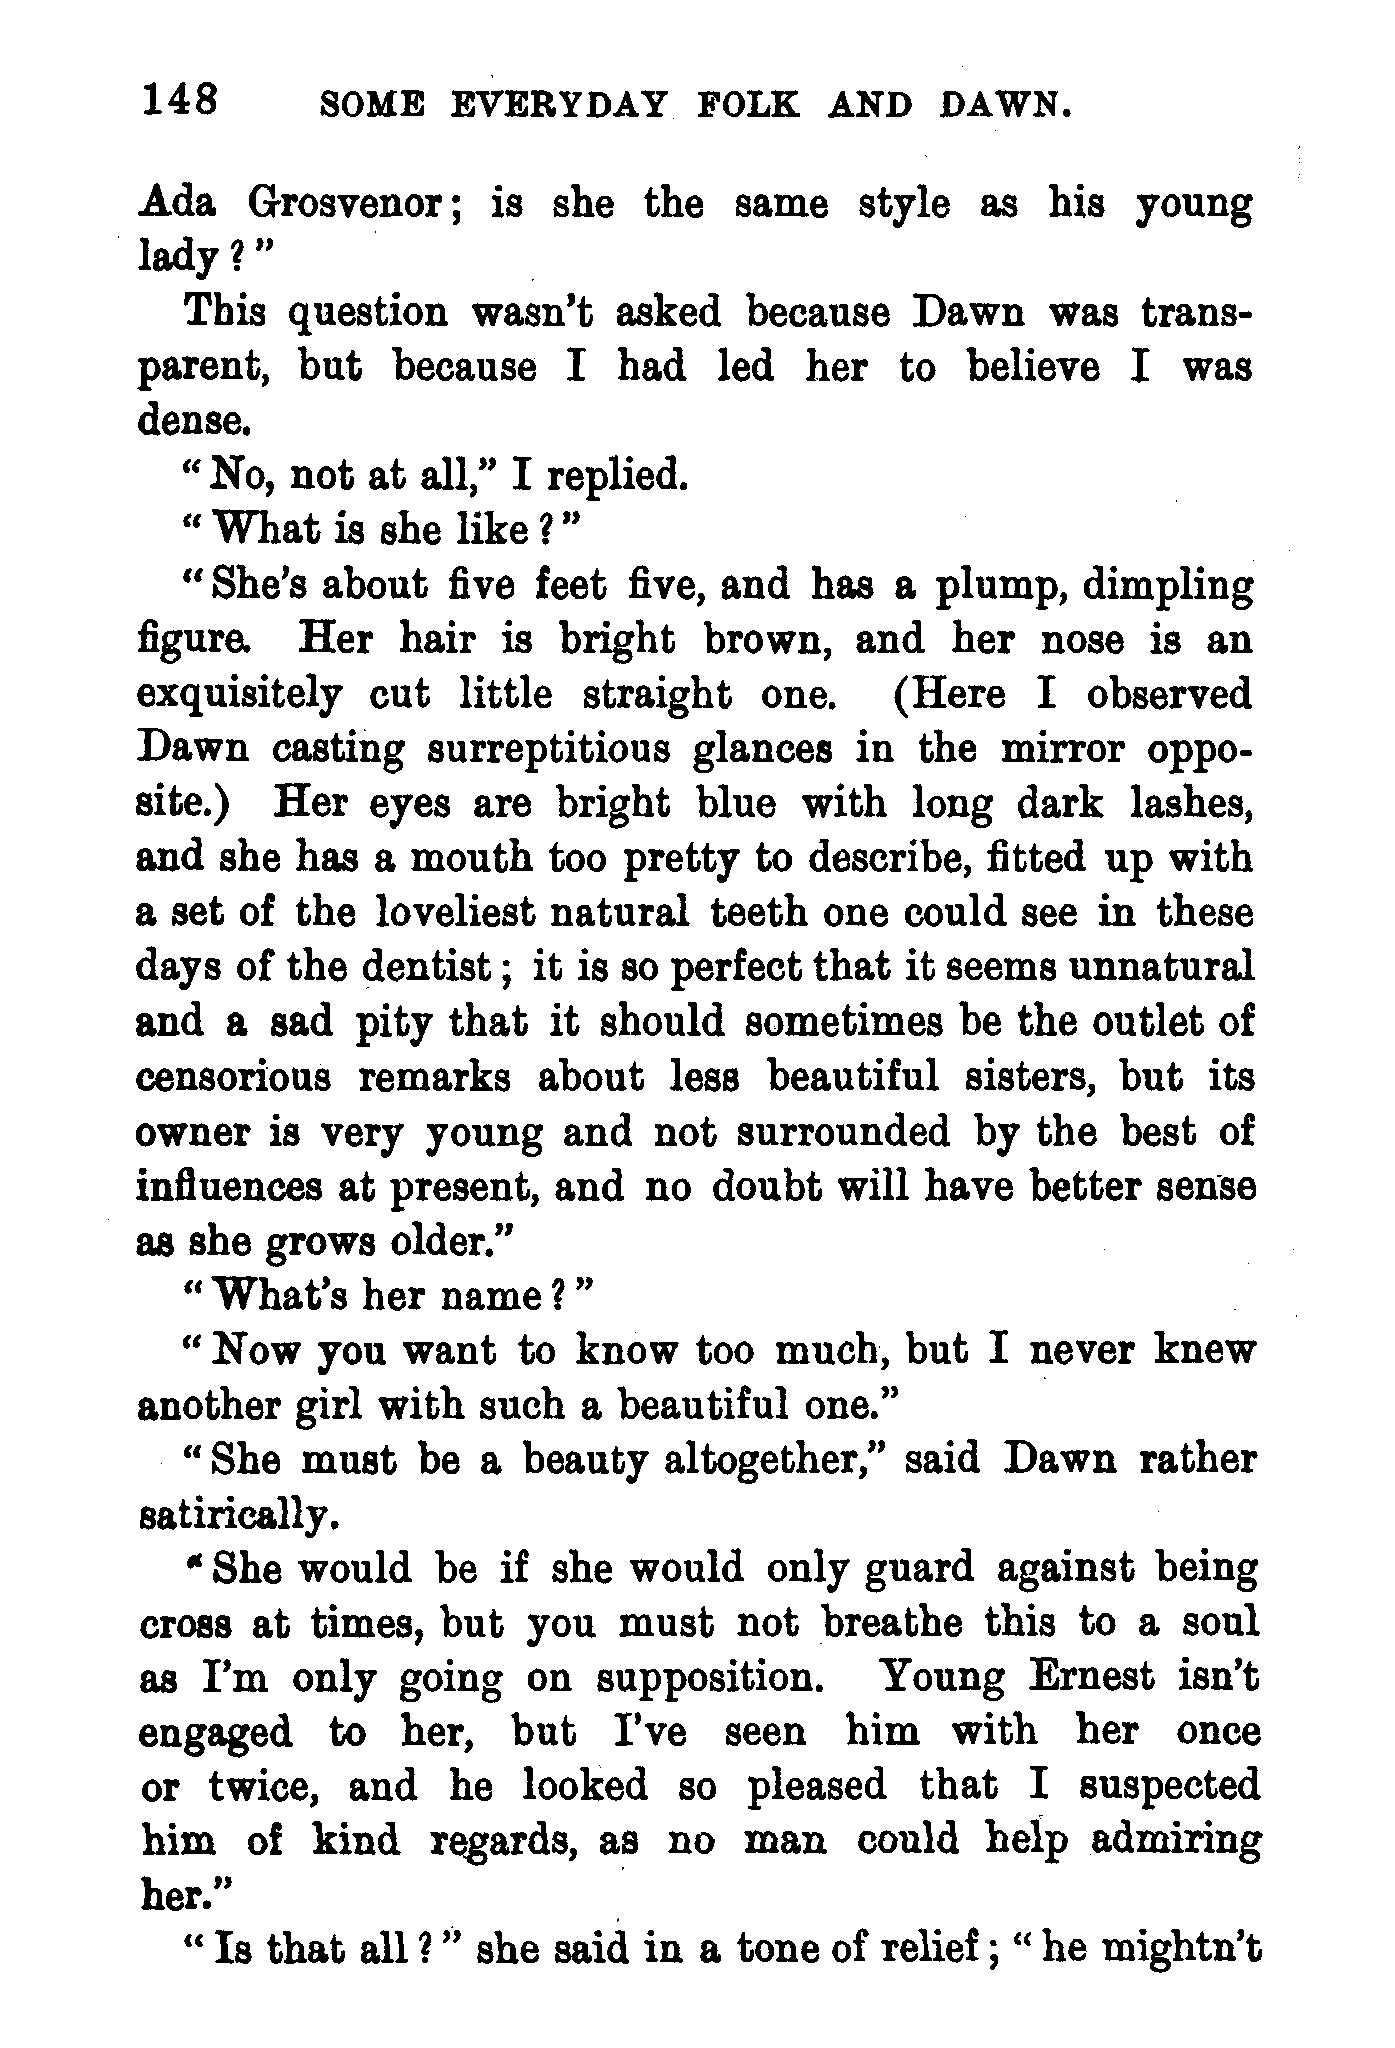 148 SOME EVERYDAY FOLK AND DAWN.
Ada Grosvenor; is she the same style as his young
lady?"
This question wasn't asked because Dawn was trans-
parent, but because I had led her to believe I was
dense.
"No, not at all," I replied.
"What is she like?"
"She's about five feet five, and has a plump, dimpling
figure. Her hair is bright brown, and her nose is an
exquisitely cut little straight one. (Here I observed
Dawn casting surreptitious glances in the mirror oppo-
site.) Her eyes are bright blue with long dark lashes,
and she has a mouth too pretty to describe, fitted up with
a set of the loveliest natural teeth one could see in these
days of the dentist; it is so perfect that it seems unnatural
and a sad pity that it should sometimes be the outlet of
censorious remarks about less beautiful sisters, but its
owner is very young and not surrounded by the best of
influences at present, and no doubt will have better sense
as she grows older."
"What's her name?"
"Now you want to know too much, but I never knew
another girl with such a beautiful one."
"She must be a beauty altogether," said Dawn rather
satirically.
"She would be if she would only guard against being
cross at times, but you must not breathe this to a soul
as I'm only going on supposition. Young Ernest isn't
engaged to her, but I've seen him with her once
or twice, and he looked so pleased that I suspected
him of kind regards, as no man could help admiring
her."
"Is that all?" she said in a tone of relief; "he mightn't